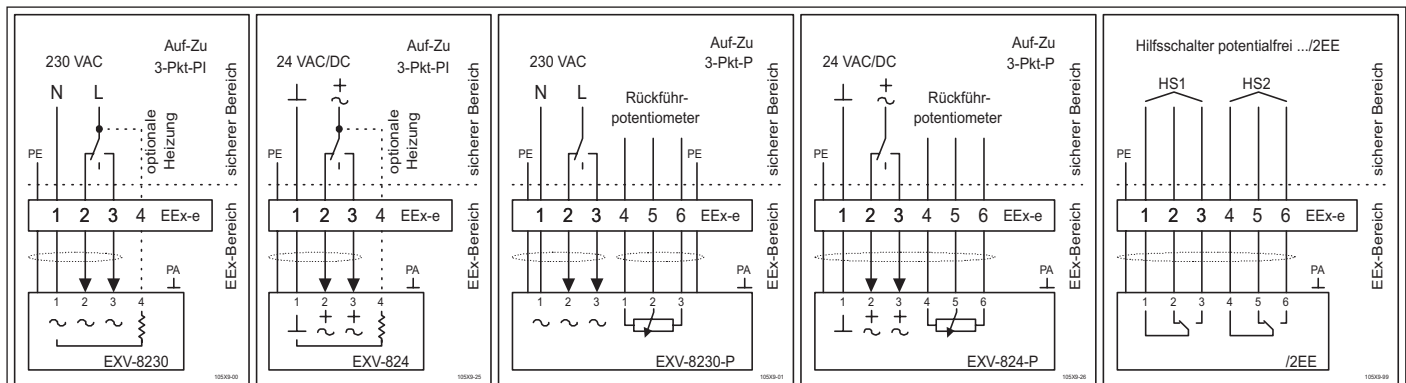 230 VAC
Auf-Zu
3-Pkt-PI
N L
PE
optionale
Heizung
sicherer Bereich
1 2 3 4 EEx-e
EEx-Bereich
PA
1 2 3 4
~ ~ ~
EXV-8230
105X9-00
24 VAC/DC
Auf-Zu
3-Pkt-PI
⊥ +
~
PE
optionale
Heizung
sicherer Bereich
1 2 3 4 EEx-e
EEx-Bereich
PA
1 2 3 4
⊥ + +
~ ~
EXV-824
105X9-25
230 VAC
Auf-Zu
3-Pkt-P
N L
Rückführ-
potentiometer
PE PE
sicherer Bereich
1 2 3 4 5 6 EEx-e
EEx-Bereich
PA
1 2 3 1 2 3
~ ~ ~
EXV-8230-P
105X9-01
24 VAC/DC
Auf-Zu
3-Pkt-P
⊥ +
~
Rückführ-
potentiometer
PE
sicherer Bereich
1 2 3 4 5 6 EEx-e
EEx-Bereich
PA
1 2 3 4 5 6
⊥ + +
~ ~
EXV-824-P
105X9-26
Hilfsschalter potentialfrei .../2EE
HS1 HS2
PE
sicherer Bereich
1 2 3 4 5 6 EEx-e
EEx-Bereich
PA
1 2 3 4 5 6
/2EE
105X9-99